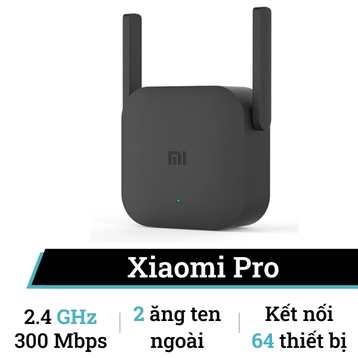 MI
Xiaomi Pro
2.4 GHz
300 Mbps
2 ăng ten
ngoài
Kết nối
64 thiết bị